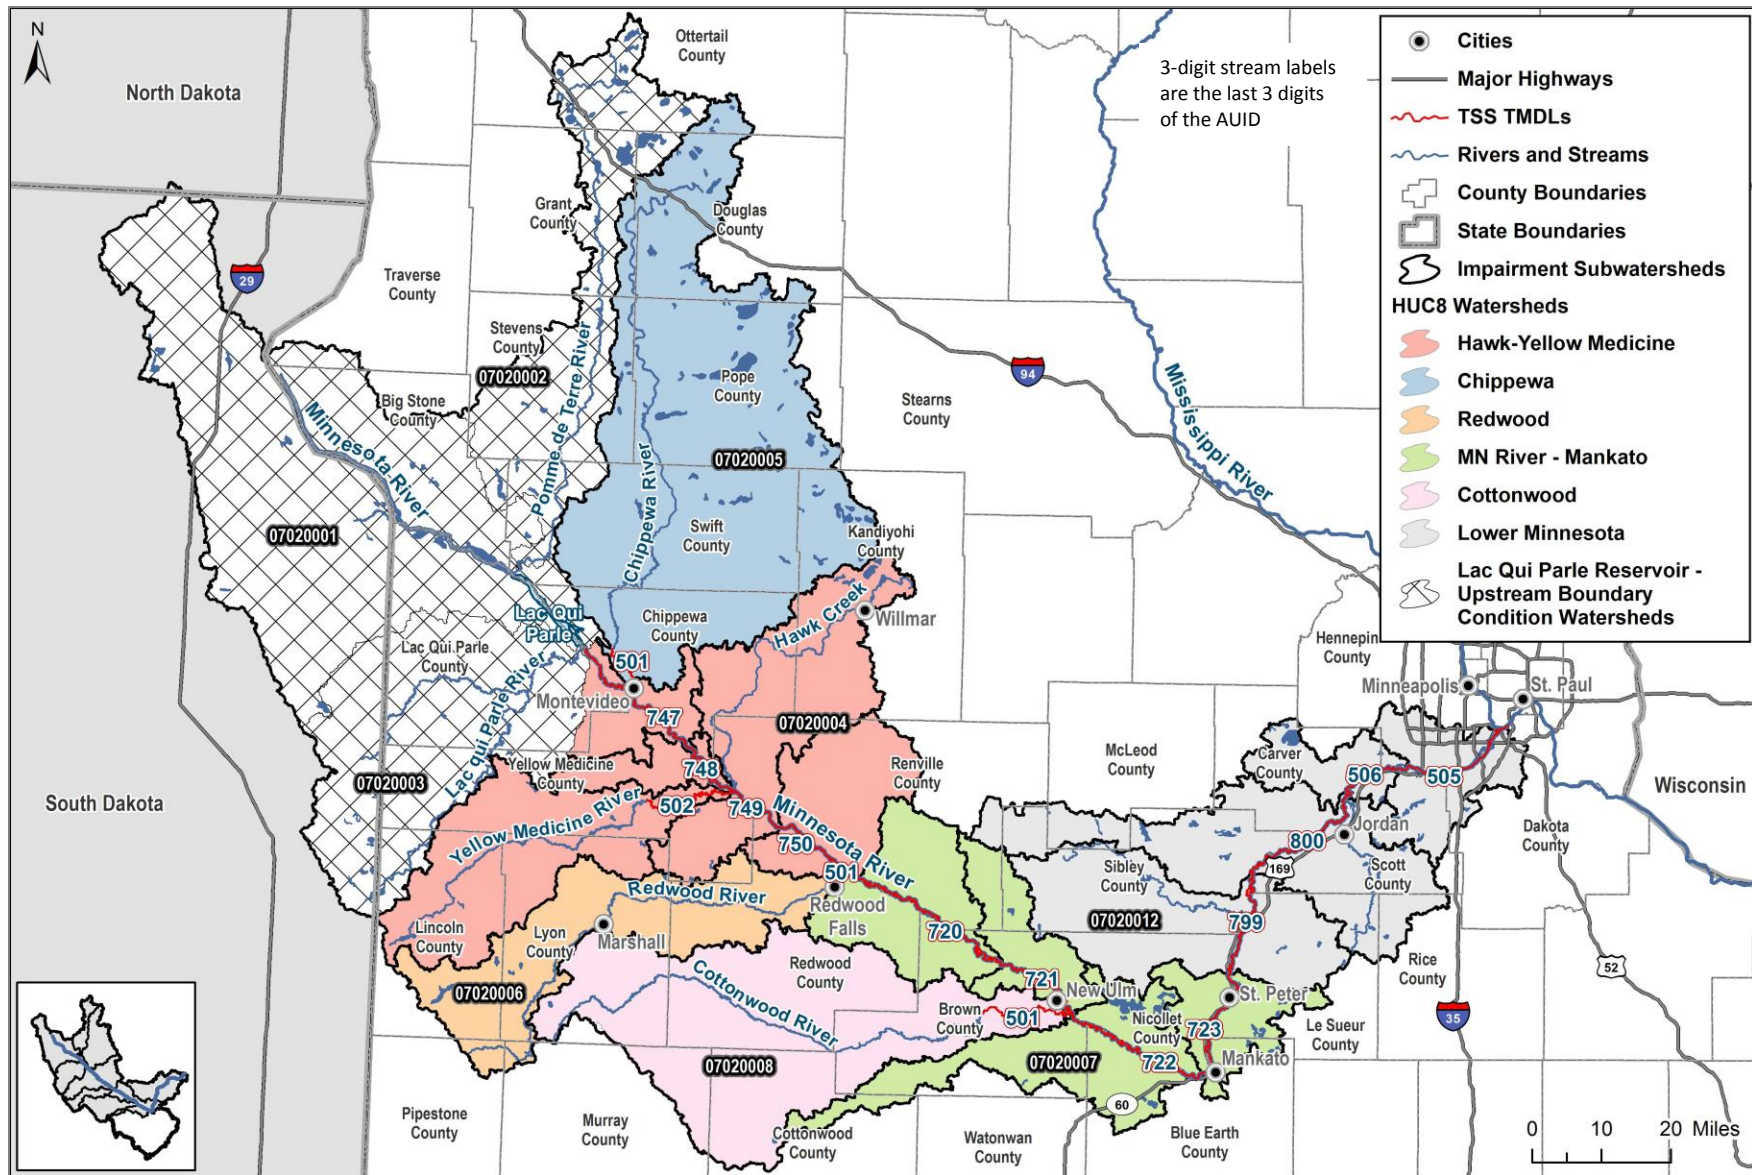 N
North Dakota
South Dakota
Wisconsin
Ottertail
County
Grant
County
Douglas
County
Traverse
County
Stevens
County
Big Stone
County
Pope
County
Stearns
County
Swift
County
Kandiyohi
County
Chippewa
County
Lac Qui Parle
County
Yellow Medicine
County
Renville
County
McLeod
County
Carver
County
Hennepin
County
Sibley
County
Scott
County
Dakota
County
Rice
County
Le Sueur
County
Nicollet
County
Brown
County
Redwood
County
Lyon
County
Lincoln
County
Pipestone
County
Murray
County
Cottonwood
County
Watonwan
County
Blue Earth
County
Minnesota River
Pomme de Terre River
Chippewa River
Mississippi River
Lac Qui
Parle
Lac qui Parle River
Hawk Creek
Yellow Medicine River
Minnesota River
Redwood River
Cottonwood River
07020001
07020002
07020003
07020004
07020005
07020006
07020007
07020008
07020012
501
747
748
502
749
750
501
720
721
501
722
723
799
800
506
505
Willmar
Montevideo
Marshall
Redwood
Falls
New Ulm
St. Peter
Mankato
Jordan
Minneapolis
St. Paul
29
94
169
52
35
60
3-digit stream labels
are the last 3 digits
of the AUID
Cities
Major Highways
TSS TMDLs
Rivers and Streams
County Boundaries
State Boundaries
Impairment Subwatersheds
HUC8 Watersheds
Hawk-Yellow Medicine
Chippewa
Redwood
MN River - Mankato
Cottonwood
Lower Minnesota
Lac Qui Parle Reservoir -
Upstream Boundary
Condition Watersheds
0 10 20 Miles